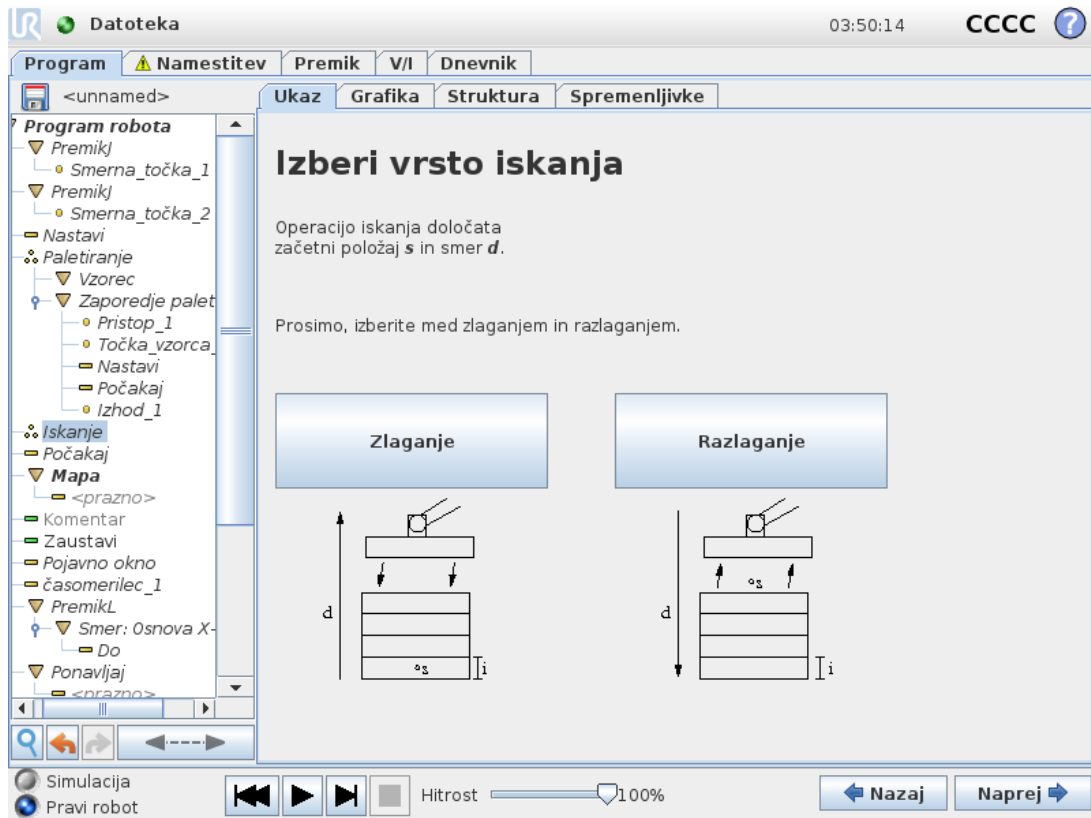 UR Datoteka 03:50:14 CCCC ?
Program Namestitev Premik V/I Dnevnik
<unnamed> Ukaz Grafika Struktura Spremenljivke
Program robota
PremikJ
Smerna_točka_1
PremikJ
Smerna_točka_2
Nastavi
Paletiranje
Vzorec
Zaporedje palet
Pristop_1
Točka_vzorca_
Nastavi
Počakaj
Izhod_1
Iskanje
Počakaj
Mapa
<prazno>
Komentar
Zaustavi
Pojavno okno
časomerilec_1
PremikL
Smer: Osnova X-
Do
Ponavljaj
<prazno>
Izberi vrsto iskanja
Operacijo iskanja določata
začetni položaj s in smer d.
Prosimo, izberite med zlaganjem in razlaganjem.
Zlaganje Razlaganje
d s i
d s i
Simulacija
Pravi robot
Hitrost 100%
Nazaj Naprej